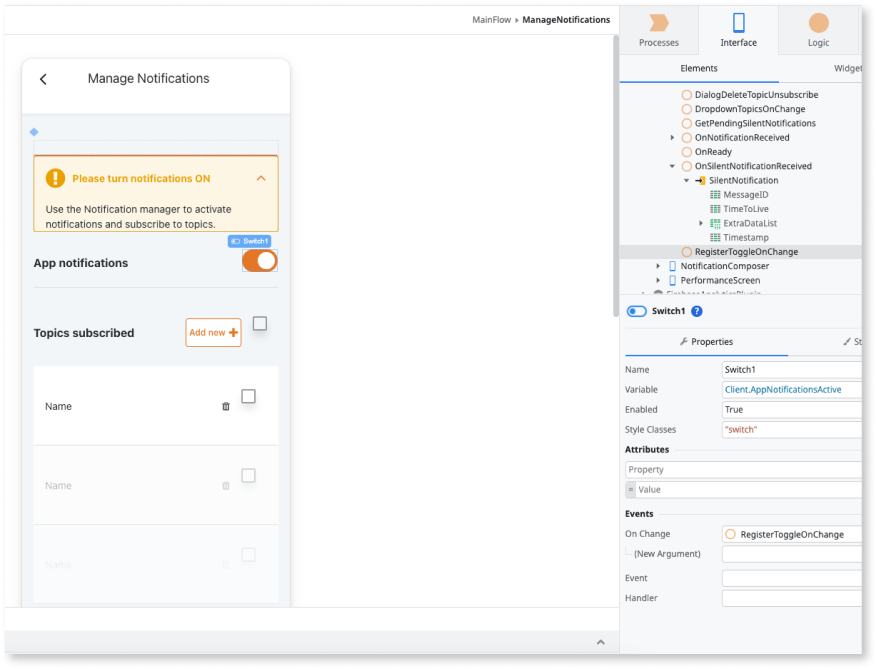 MainFlow ▸ ManageNotifications
Processes
Interface
Logic
Elements
Widget
DialogDeleteTopicUnsubscribe
DropdownTopicsOnChange
GetPendingSilentNotifications
OnNotificationReceived
OnReady
OnSilentNotificationReceived
SilentNotification
MessageID
TimeToLive
ExtraDataList
Timestamp
RegisterToggleOnChange
NotificationComposer
PerformanceScreen
Manage Notifications
Please turn notifications ON
Use the Notification manager to activate
notifications and subscribe to topics.
Switch1
App notifications
Topics subscribed
Add new +
Name
Name
Name
Switch1 ?
Properties
St
Name Switch1
Variable Client.AppNotificationsActive
Enabled True
Style Classes "switch"
Attributes
Property
= Value
Events
On Change RegisterToggleOnChange
(New Argument)
Event
Handler